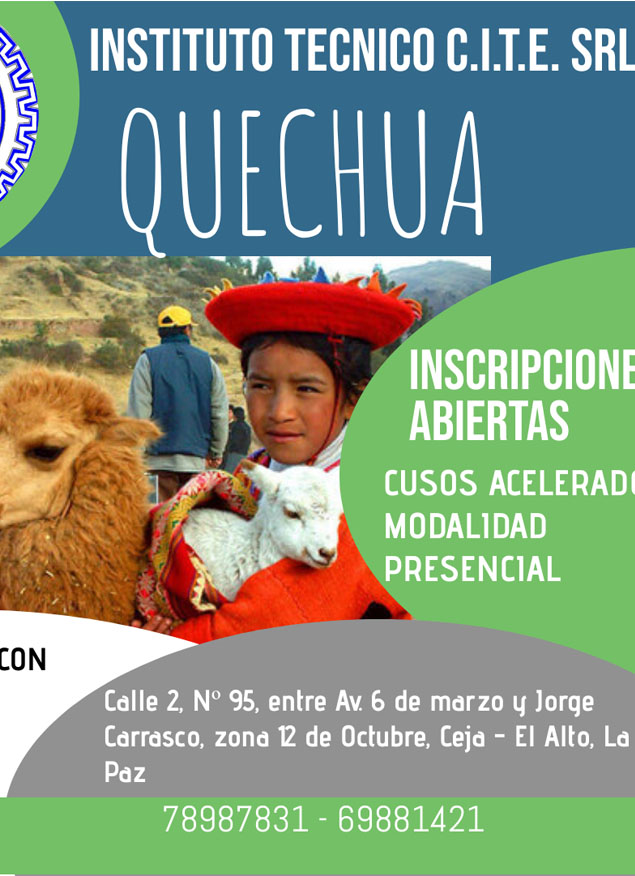 INSTITUTO TECNICO C.I.T.E. SRL
QUECHUA
INSCRIPCIONE
ABIERTAS
CUSOS ACELERADO
MODALIDAD
PRESENCIAL
CON
Calle 2, Nº 95, entre Av. 6 de marzo y Jorge
Carrasco, zona 12 de Octubre, Ceja - El Alto, La
Paz
78987831 - 69881421